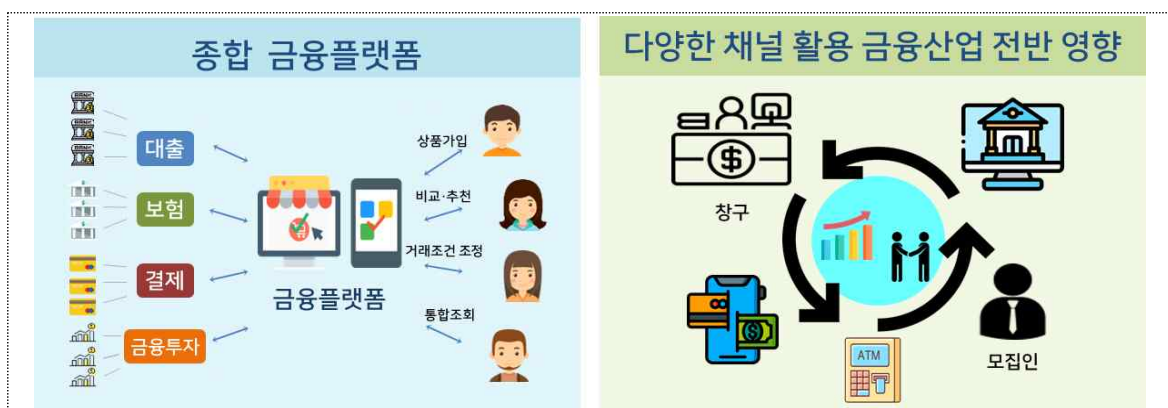 종합 금융플랫폼
대출
보험
결제
금융투자
금융플랫폼
상품가입
비교·추천
거래조건 조정
통합조회
다양한 채널 활용 금융산업 전반 영향
창구
ATM
모집인